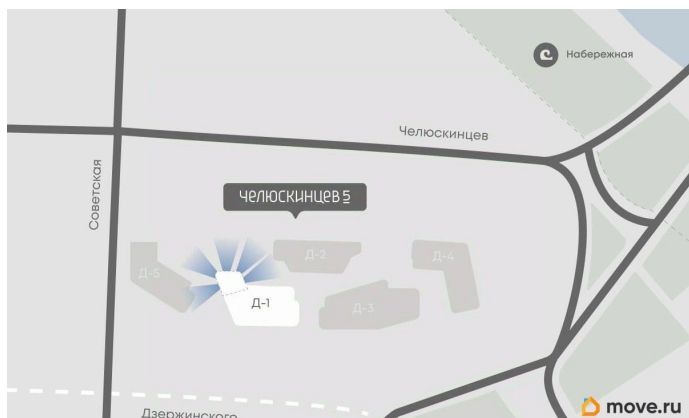 Набережная
Челюскинцев
Советская
челюскинцев 5
Д-5
Д-2
Д-4
Д-1
Д-3
Дзержинского
move.ru